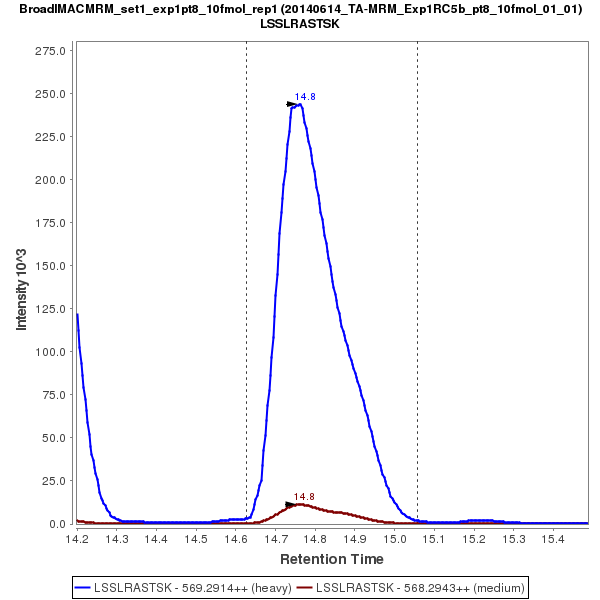 BroadIMACMRM_set1_exp1pt8_10fmol_rep1 (20140614_TA-MRM_Exp1RC5b_pt8_10fmol_01_01)
LSSLRASTSK
275.0
250.0
225.0
200.0
175.0
150.0
125.0
100.0
75.0
50.0
25.0
0.0
Intensity 10^3
14.8
14.8
14.2 14.3 14.4 14.5 14.6 14.7 14.8 14.9 15.0 15.1 15.2 15.3 15.4
Retention Time
LSSLRASTSK - 569.2914++ (heavy) LSSLRASTSK - 568.2943++ (medium)